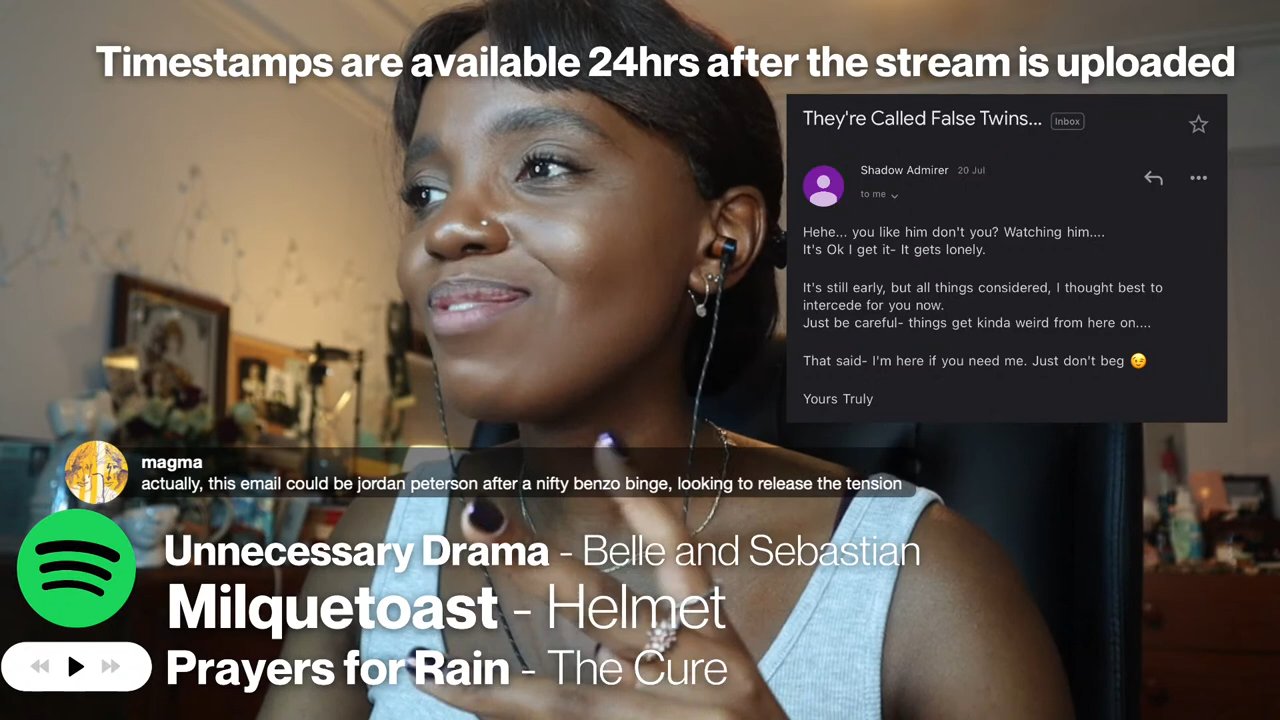 Timestamps are available 24hrs after the stream is uploaded
They're Called False Twins... Inbox
Shadow Admirer 20 Jul
to me
Hehe... you like him don't you? Watching him....
It's Ok I get it- It gets lonely.
It's still early, but all things considered, I thought best to
intercede for you now.
Just be careful- things get kinda weird from here on....
That said- I'm here if you need me. Just don't beg 😉
Yours Truly
magma
actually, this email could be jordan peterson after a nifty benzo binge, looking to release the tension
Unnecessary Drama - Belle and Sebastian
Milquetoast - Helmet
Prayers for Rain - The Cure